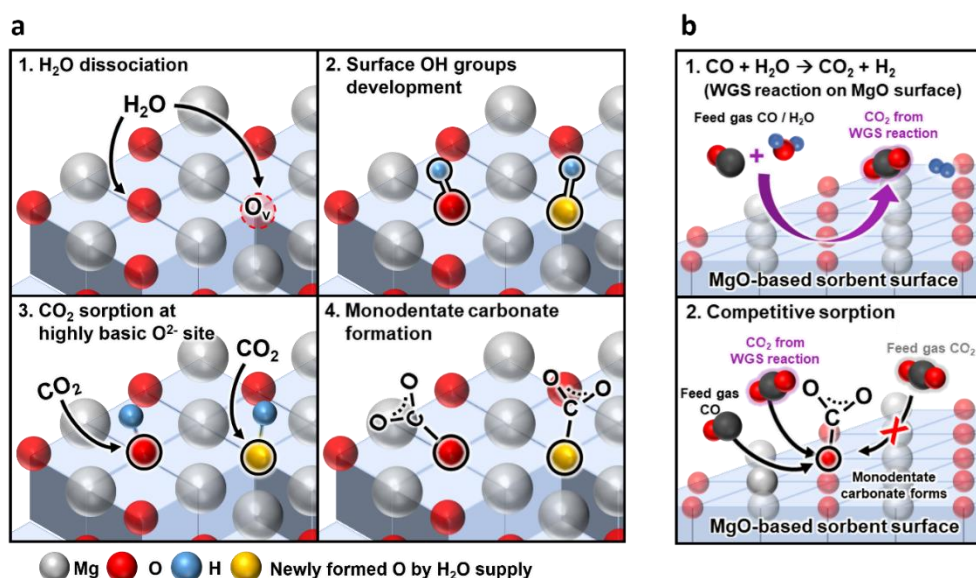 a
1. H₂O dissociation
H₂O
Oᵥ
2. Surface OH groups
development
3. CO₂ sorption at
highly basic O²⁻ site
CO₂
CO₂
4. Monodentate carbonate
formation
O
O
C
O
O
C
Mg
O
H
Newly formed O by H₂O supply
b
1. CO + H₂O → CO₂ + H₂
(WGS reaction on MgO surface)
Feed gas CO / H₂O
CO₂ from
WGS reaction
+
MgO-based sorbent surface
2. Competitive sorption
CO₂ from
WGS reaction
Feed gas CO₂
Feed gas
CO
O
O
C
Monodentate
carbonate forms
MgO-based sorbent surface